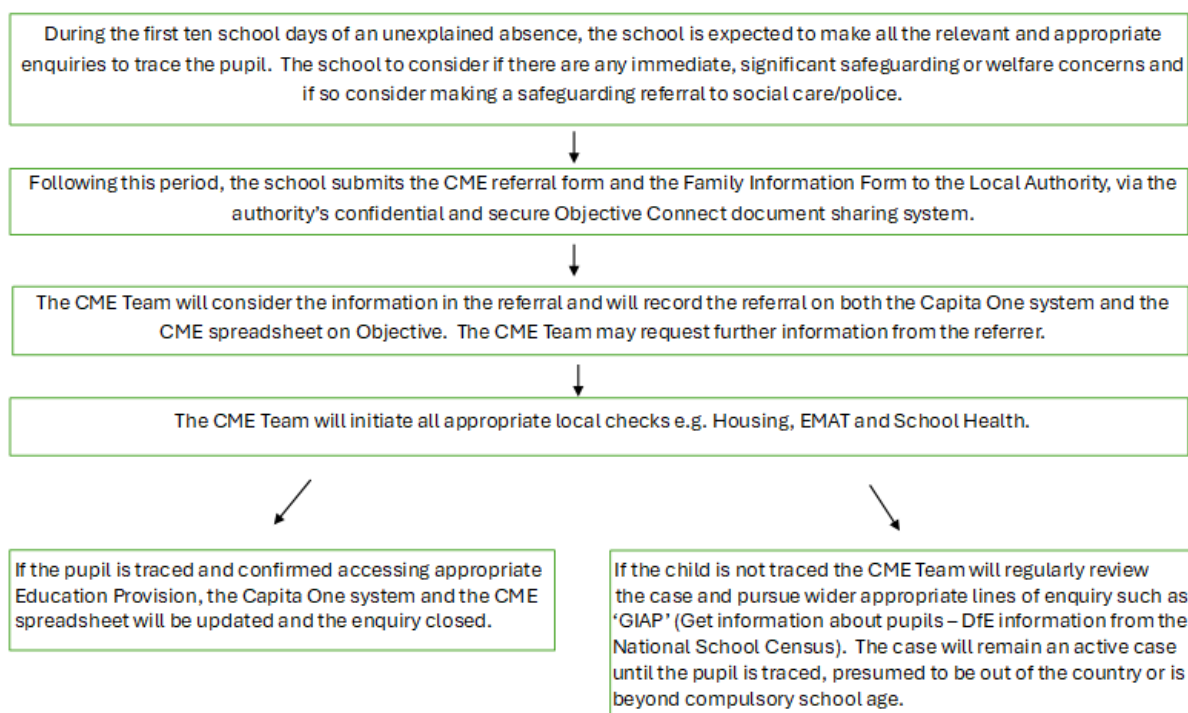 During the first ten school days of an unexplained absence, the school is expected to make all the relevant and appropriate
enquiries to trace the pupil.  The school to consider if there are any immediate, significant safeguarding or welfare concerns and
if so consider making a safeguarding referral to social care/police.
Following this period, the school submits the CME referral form and the Family Information Form to the Local Authority, via the
authority's confidential and secure Objective Connect document sharing system.
The CME Team will consider the information in the referral and will record the referral on both the Capita One system and the
CME spreadsheet on Objective.  The CME Team may request further information from the referrer.
The CME Team will initiate all appropriate local checks e.g. Housing, EMAT and School Health.
If the pupil is traced and confirmed accessing appropriate
Education Provision, the Capita One system and the CME
spreadsheet will be updated and the enquiry closed.
If the child is not traced the CME Team will regularly review
the case and pursue wider appropriate lines of enquiry such as
'GIAP' (Get information about pupils – DfE information from the
National School Census).  The case will remain an active case
until the pupil is traced, presumed to be out of the country or is
beyond compulsory school age.